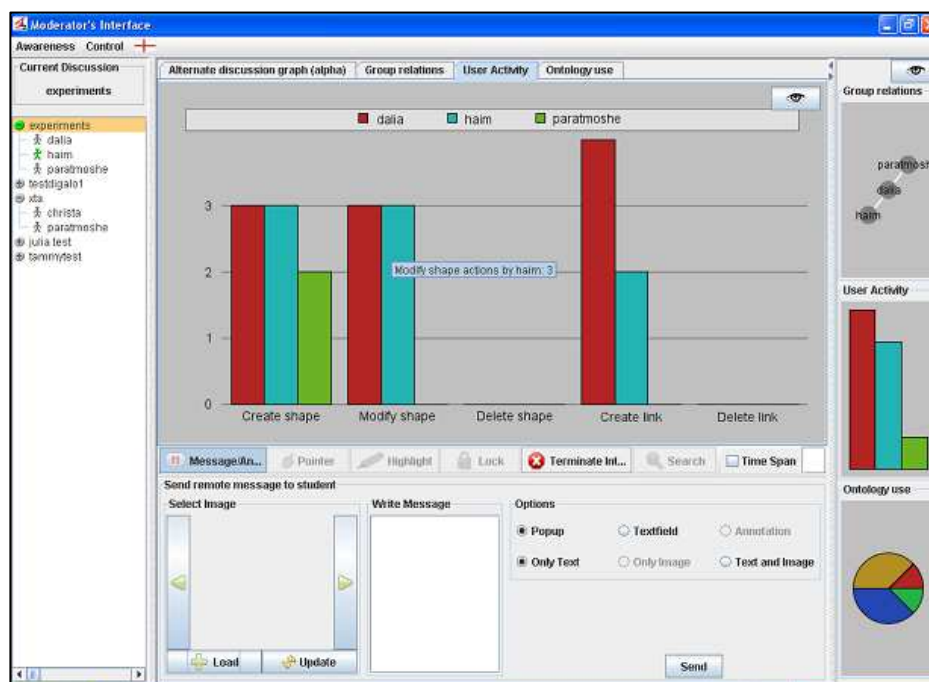 Moderator's Interface
Awareness Control
Current Discussion
experiments
experiments
dalia
haim
paratmoshe
testdigalo1
xta
christa
paratmoshe
julia test
tammytest
Alternate discussion graph (alpha) Group relations User Activity Ontology use
dalia haim paratmoshe
3
2
1
0
Modify shape actions by haim: 3
Create shape Modify shape Delete shape Create link Delete link
Message/An... Pointer Highlight Lock Terminate Int... Search Time Span
Send remote message to student
Select Image Write Message Options
Popup Textfield Annotation
Only Text Only Image Text and Image
Load Update
Send
Group relations
paratmosh
dalia
haim
User Activity
Ontology use